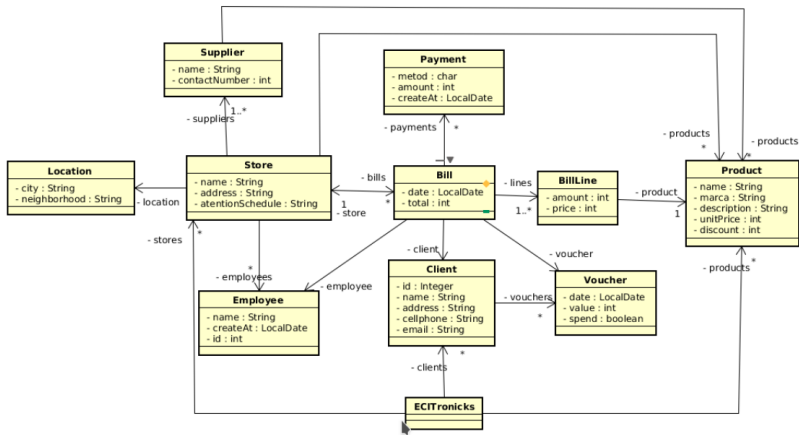 Supplier
- name : String
- contactNumber : int
Payment
- metod : char
- amount : int
- createAt : LocalDate
- suppliers
1..*
- payments
*
- products
*
- products
*
Location
- city : String
- neighborhood : String
- location
Store
- name : String
- address : String
- atentionSchedule : String
- bills
*
1
- store
Bill
- date : LocalDate
- total : int
- lines
1..*
BillLine
- amount : int
- price : int
- product
1
Product
- name : String
- marca : String
- description : String
- unitPrice : int
- discount : int
- stores
*
*
- employees
- employee
- client
- voucher
- products
*
Employee
- name : String
- createAt : LocalDate
- id : int
Client
- id : Integer
- name : String
- address : String
- cellphone : String
- email : String
- vouchers
*
Voucher
- date : LocalDate
- value : int
- spend : boolean
*
- clients
ECITronicks